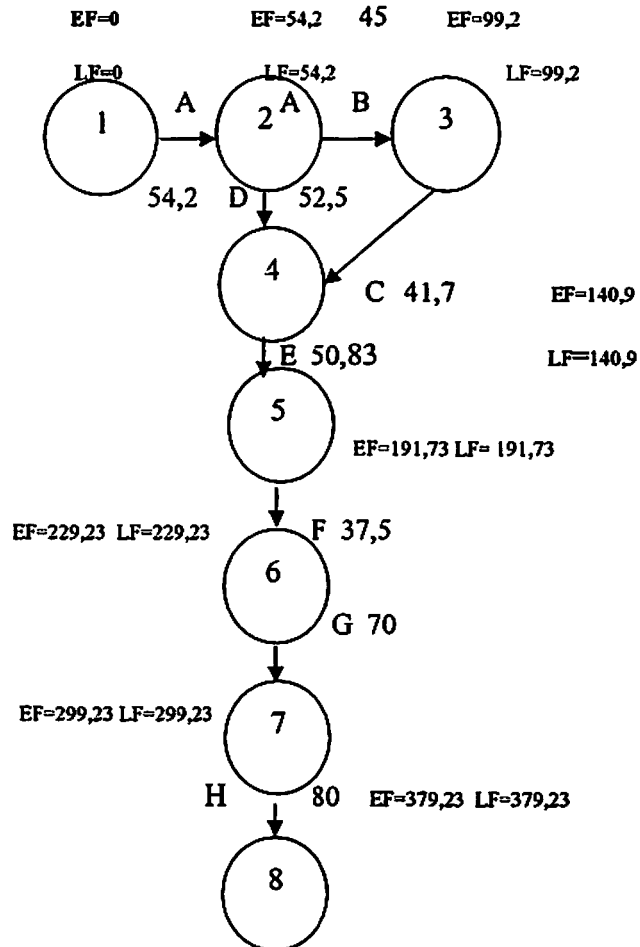 EF=0 EF=54,2 45 EF=99,2
LF=0 LF=54,2 LF=99,2
A A B
1 2 3
54,2 D 52,5
4
C 41,7 EF=140,9
E 50,83 LF=140,9
5
EF=191,73 LF= 191,73
EF=229,23 LF=229,23 F 37,5
6
G 70
EF=299,23 LF=299,23 7
H 80 EF=379,23 LF=379,23
8